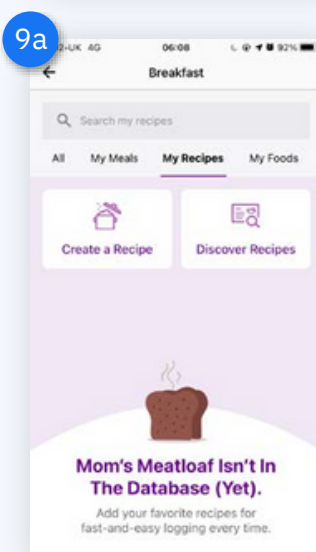 9a
2-UK 4G 06:08 92%
Breakfast
Search my recipes
All My Meals My Recipes My Foods
Create a Recipe Discover Recipes
Mom's Meatloaf Isn't In
The Database (Yet).
Add your favorite recipes for
fast-and-easy logging every time.